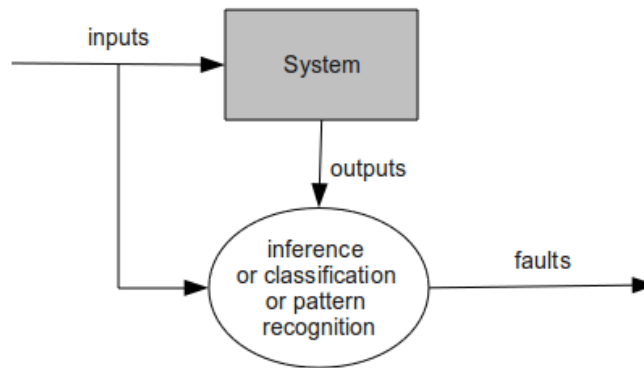 inputs
System
outputs
inference
or classification
or pattern
recognition
faults